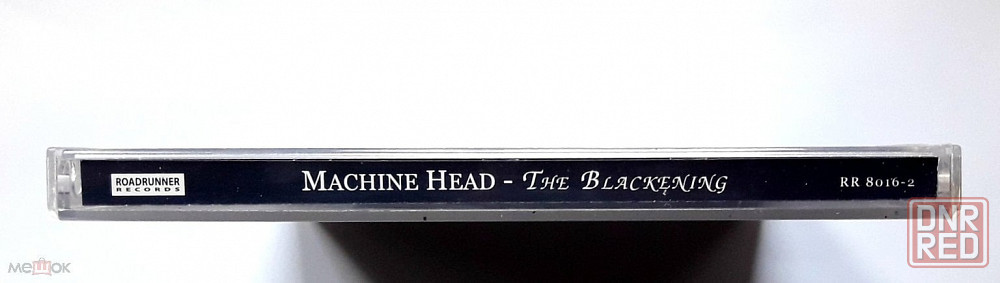 ROADRUNNER
RECORDS
MACHINE HEAD - THE BLACKENING
RR 8016-2
DNR
RED
мешок